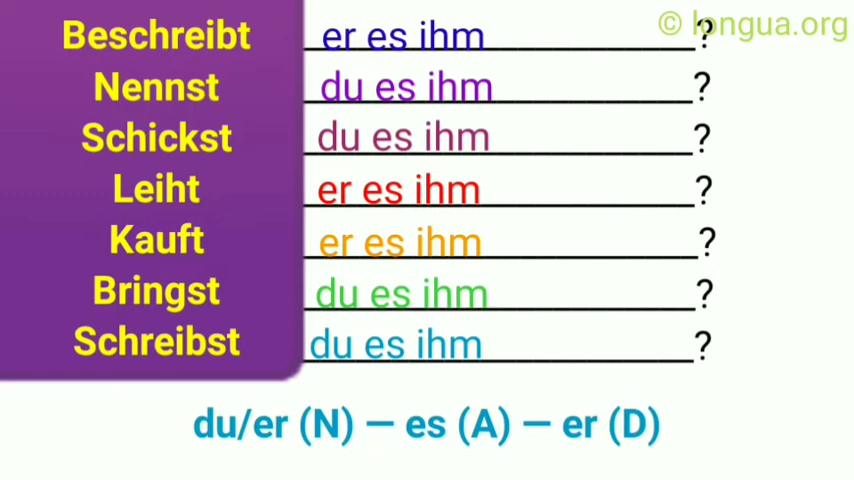 © longua.org
Beschreibt er es ihm ?
Nennst du es ihm ?
Schickst du es ihm ?
Leiht er es ihm ?
Kauft er es ihm ?
Bringst du es ihm ?
Schreibst du es ihm ?
du/er (N) — es (A) — er (D)